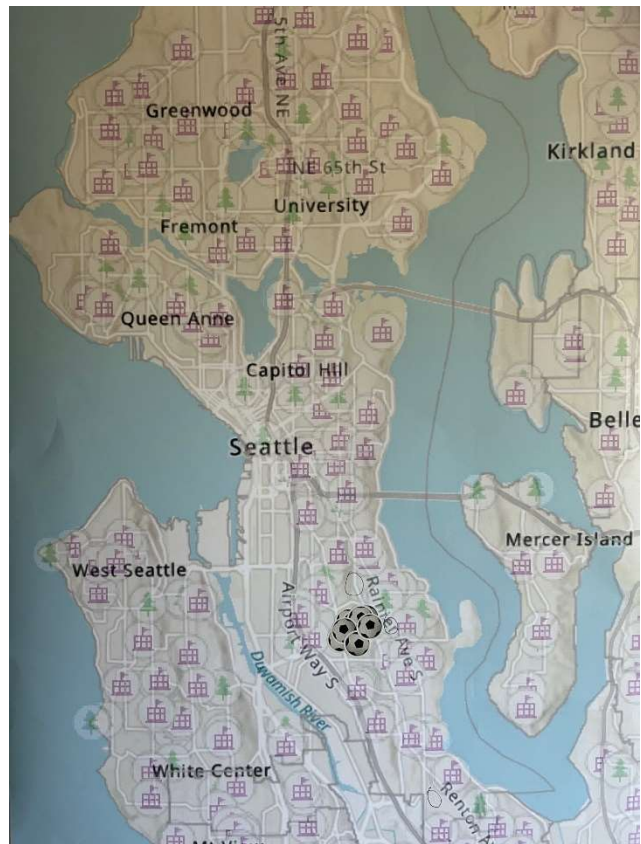 5th Ave NE
Greenwood
Kirkland
NE 65th St
University
Fremont
Queen Anne
Capitol Hill
Belle
Seattle
Mercer Island
West Seattle
Rainier Ave S
Airport Way S
Duwamish River
White Center
Renton A